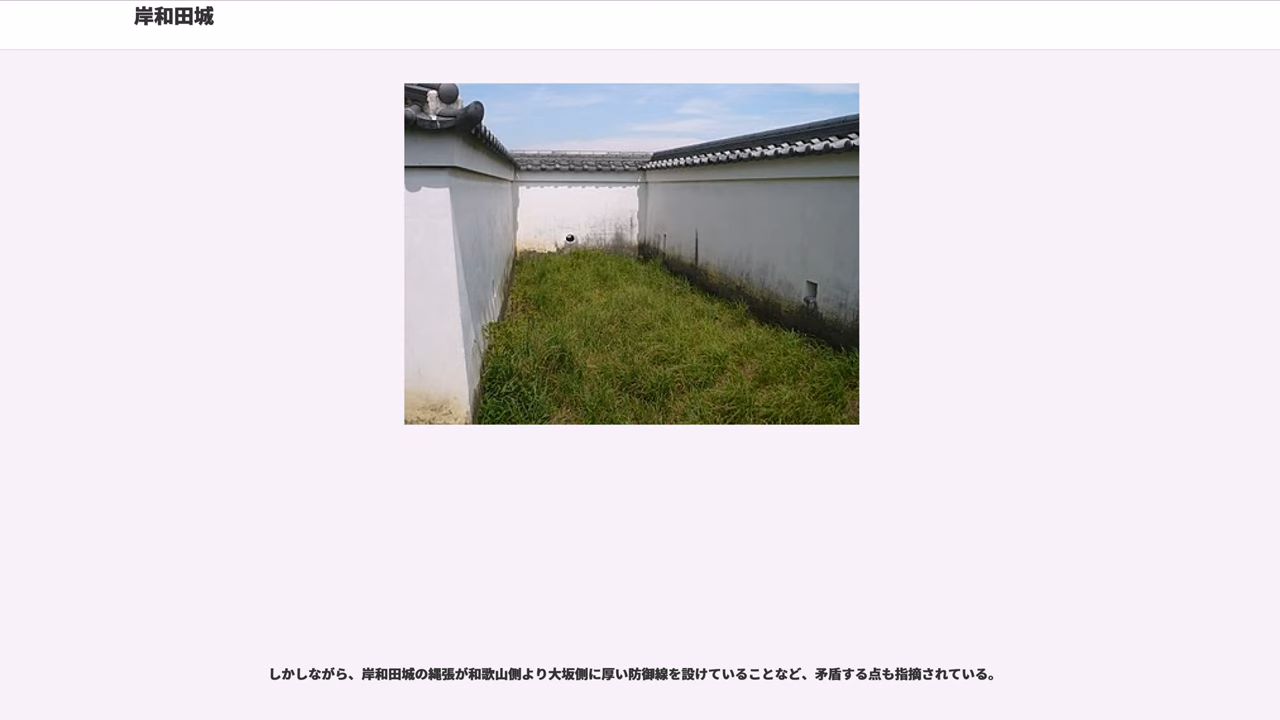 岸和田城
しかしながら、岸和田城の縄張が和歌山側より大坂側に厚い防御線を設けていることなど、矛盾する点も指摘されている。